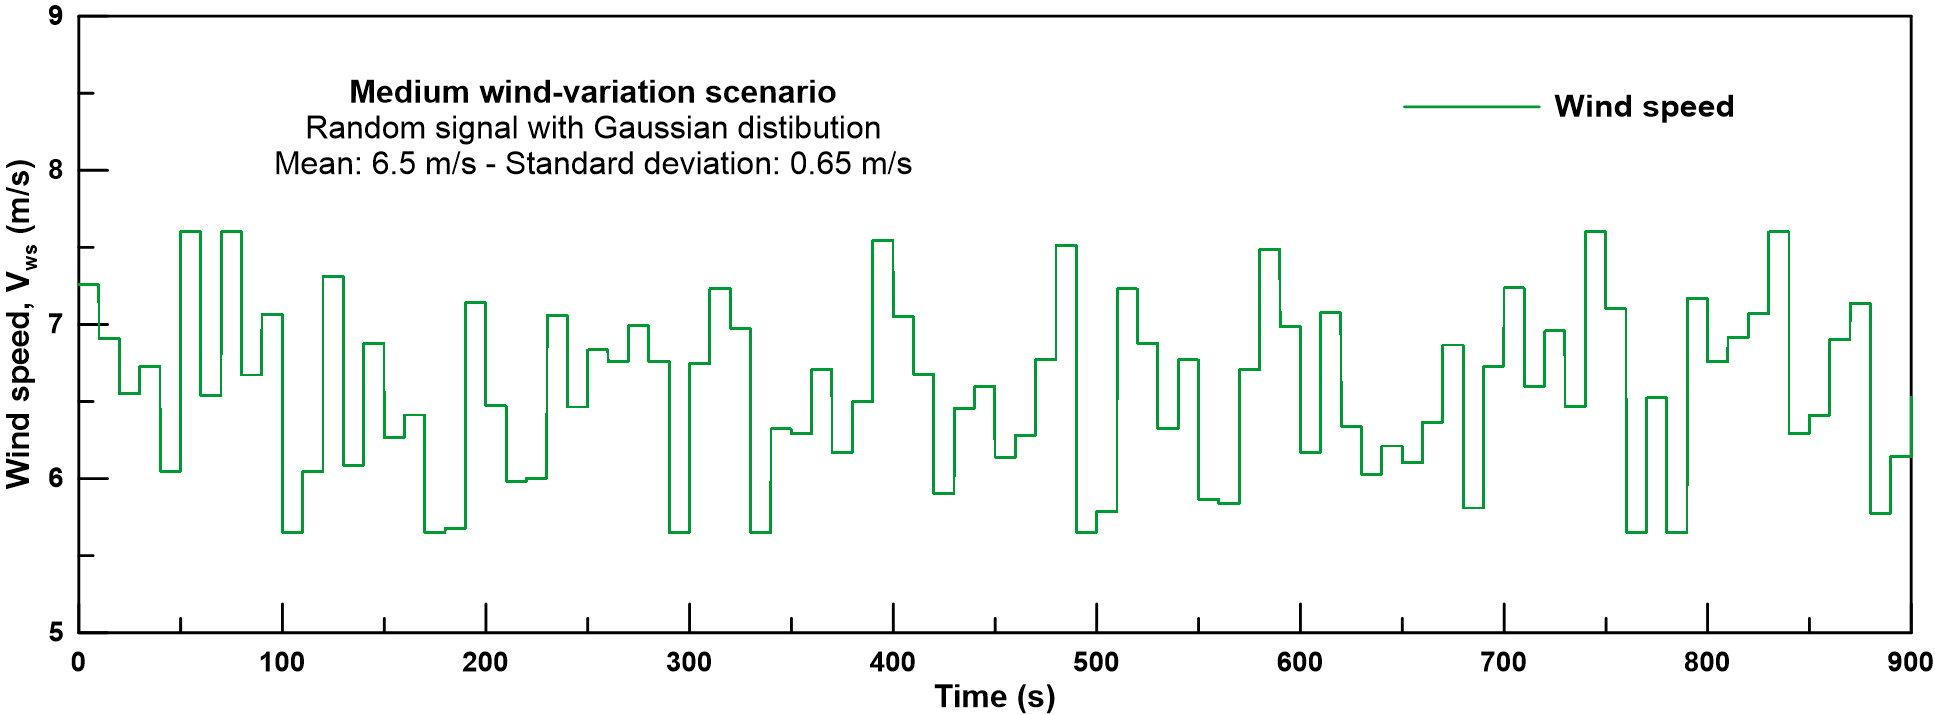 9
Medium wind-variation scenario
Random signal with Gaussian distibution
Mean: 6.5 m/s - Standard deviation: 0.65 m/s
Wind speed
8
7
6
5
Wind speed, Vws (m/s)
0 100 200 300 400 500 600 700 800 900
Time (s)